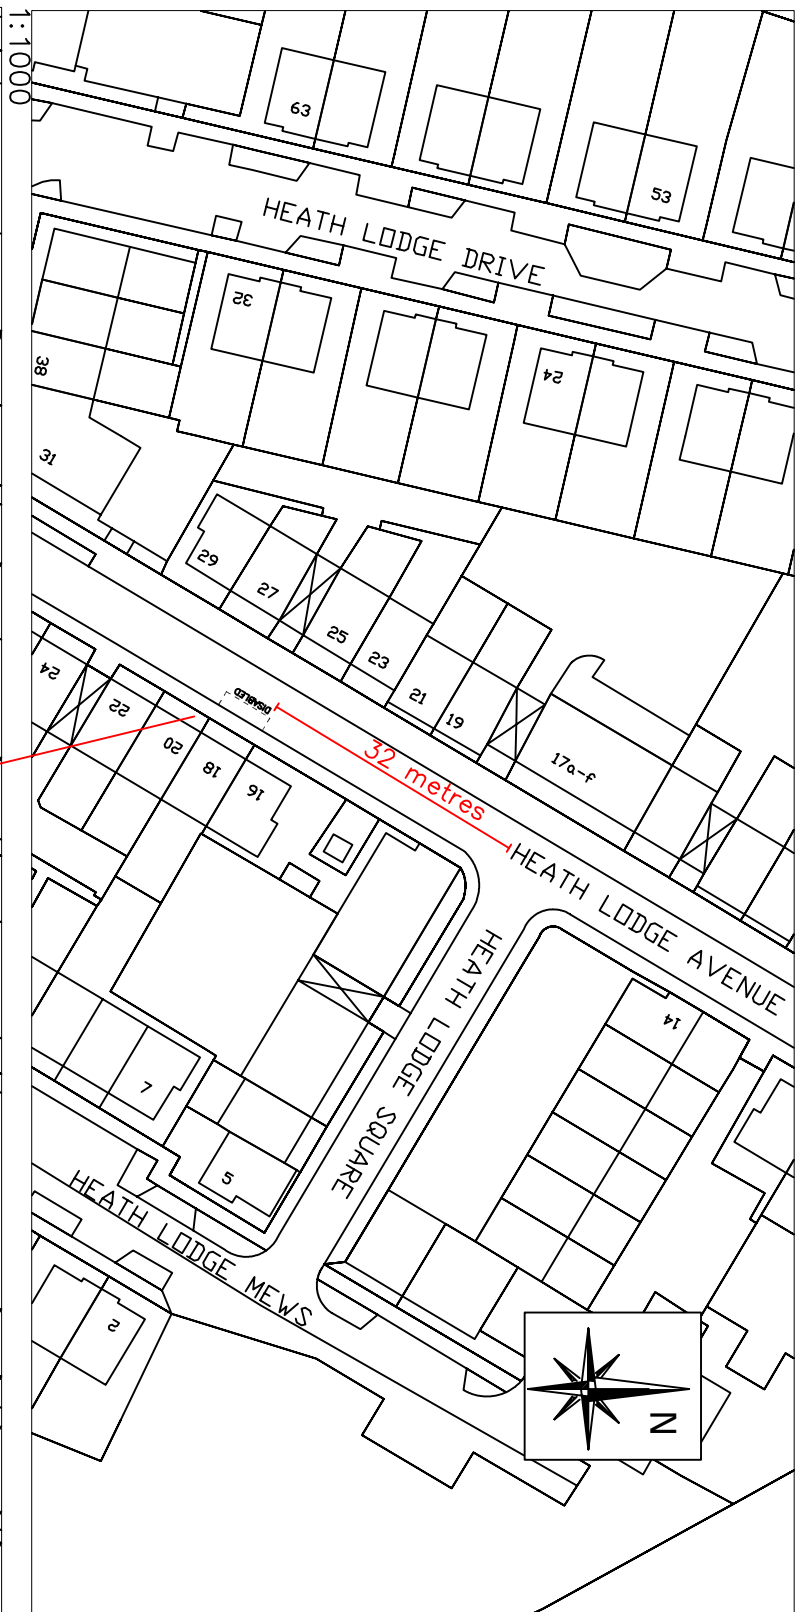 1:1000
63
53
HEATH LODGE DRIVE
32
24
38
31
29
27
25
23
21
19
17a-f
24
22
20
18
16
DISABLED
32 metres
HEATH LODGE AVENUE
HEATH LODGE SQUARE
14
7
5
HEATH LODGE MEWS
2
N